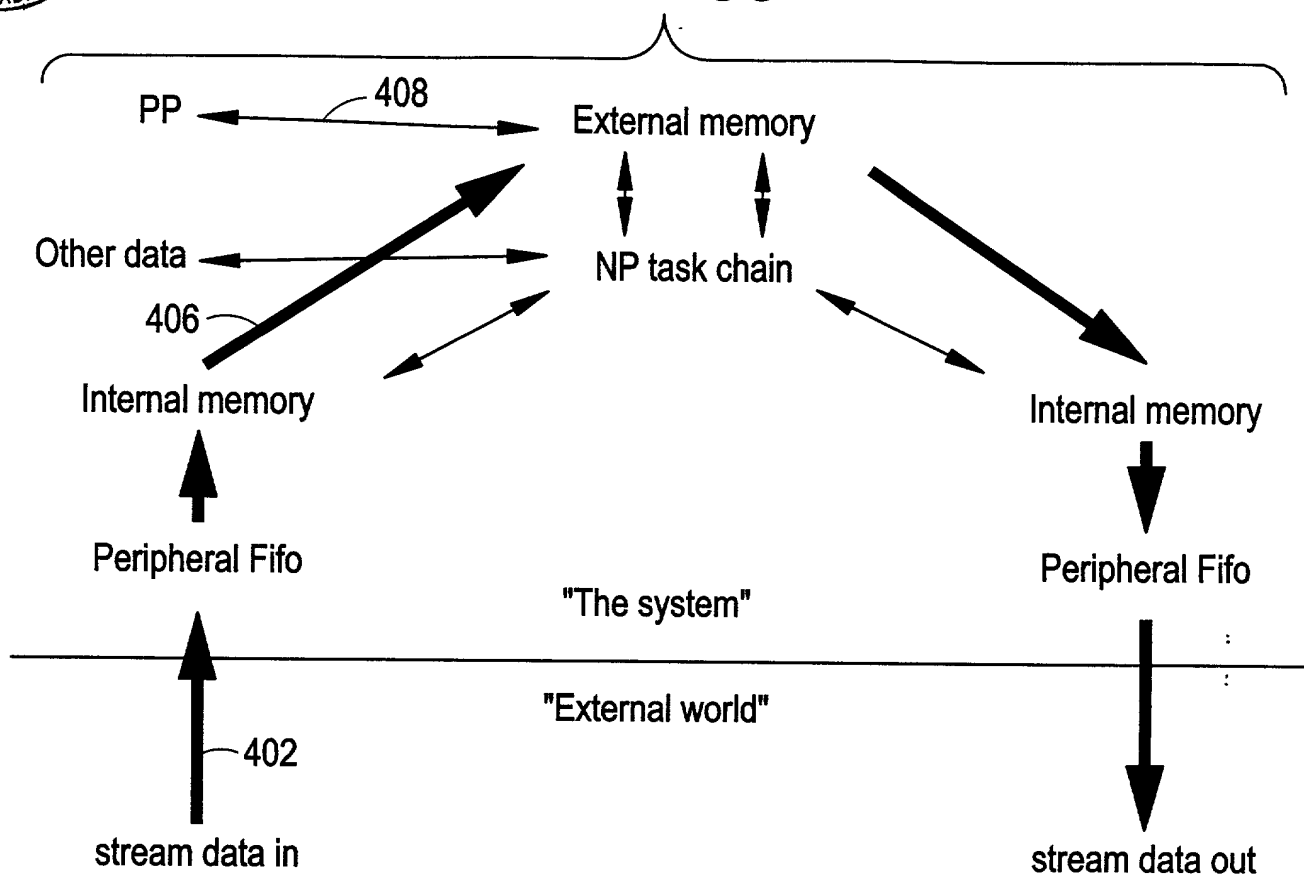 PP
408
External memory
Other data
NP task chain
406
Internal memory
Internal memory
Peripheral Fifo
Peripheral Fifo
"The system"
"External world"
402
stream data in
stream data out